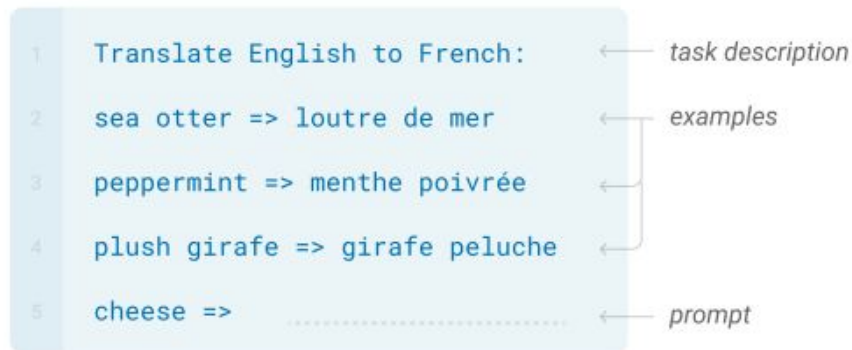 1 Translate English to French: task description
2 sea otter => loutre de mer examples
3 peppermint => menthe poivrée
4 plush girafe => girafe peluche
5 cheese => prompt